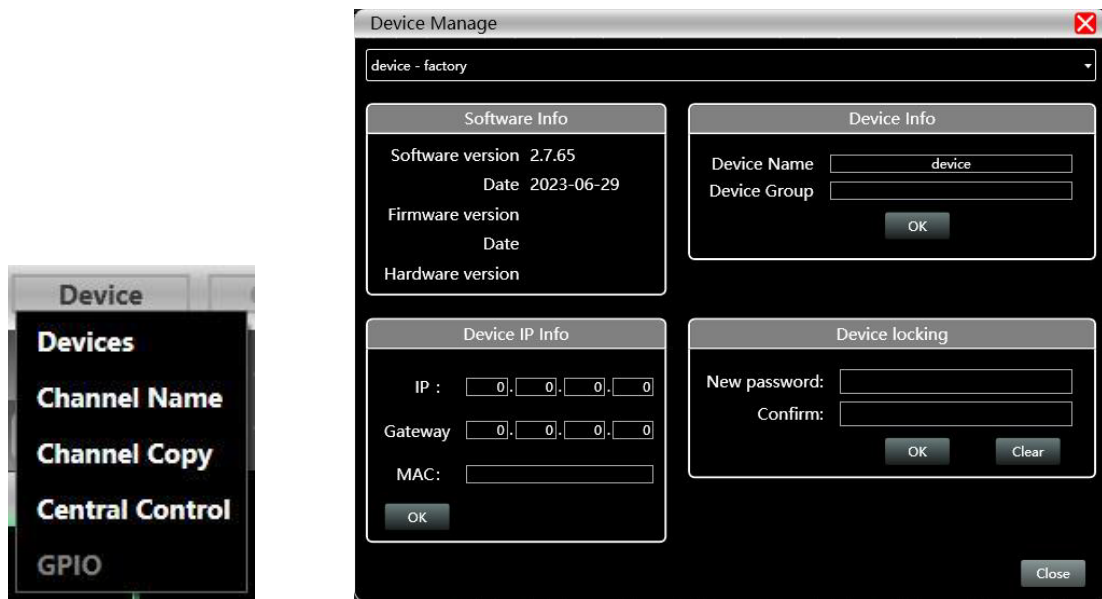 Device
Devices
Channel Name
Channel Copy
Central Control
GPIO
Device Manage
device - factory
Software Info
Software version 2.7.65
Date 2023-06-29
Firmware version
Date
Hardware version
Device Info
Device Name device
Device Group
OK
Device IP Info
IP : 0. 0. 0. 0
Gateway 0. 0. 0. 0
MAC:
OK
Device locking
New password:
Confirm:
OK Clear
Close